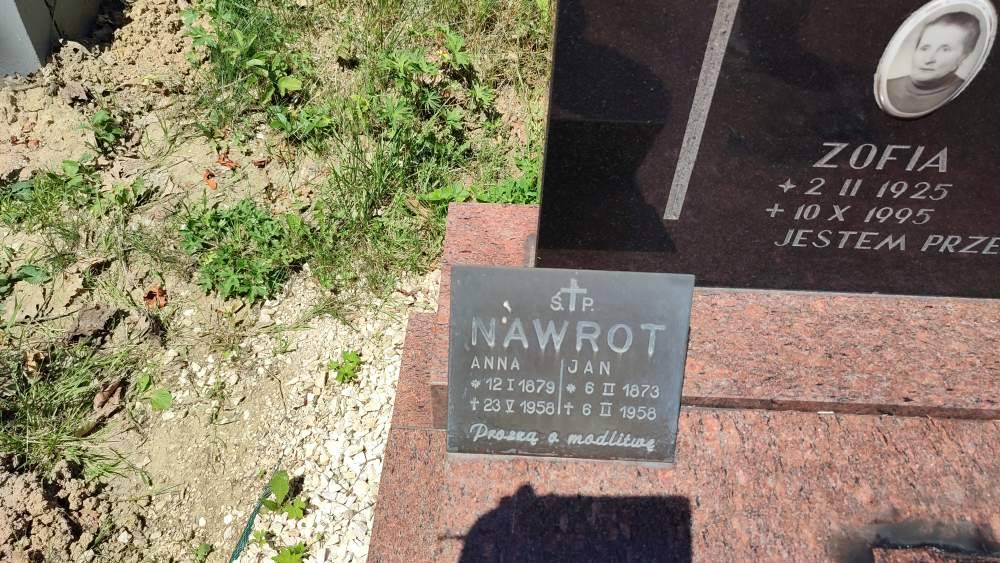 ZOFIA
* 2 II 1925
+ 10 X 1995
JESTEM PRZE
Ś. P.
NAWROT
ANNA JAN
* 12 I 1879 * 6 II 1873
† 23 V 1958 † 6 II 1958
Proszą o modlitwę